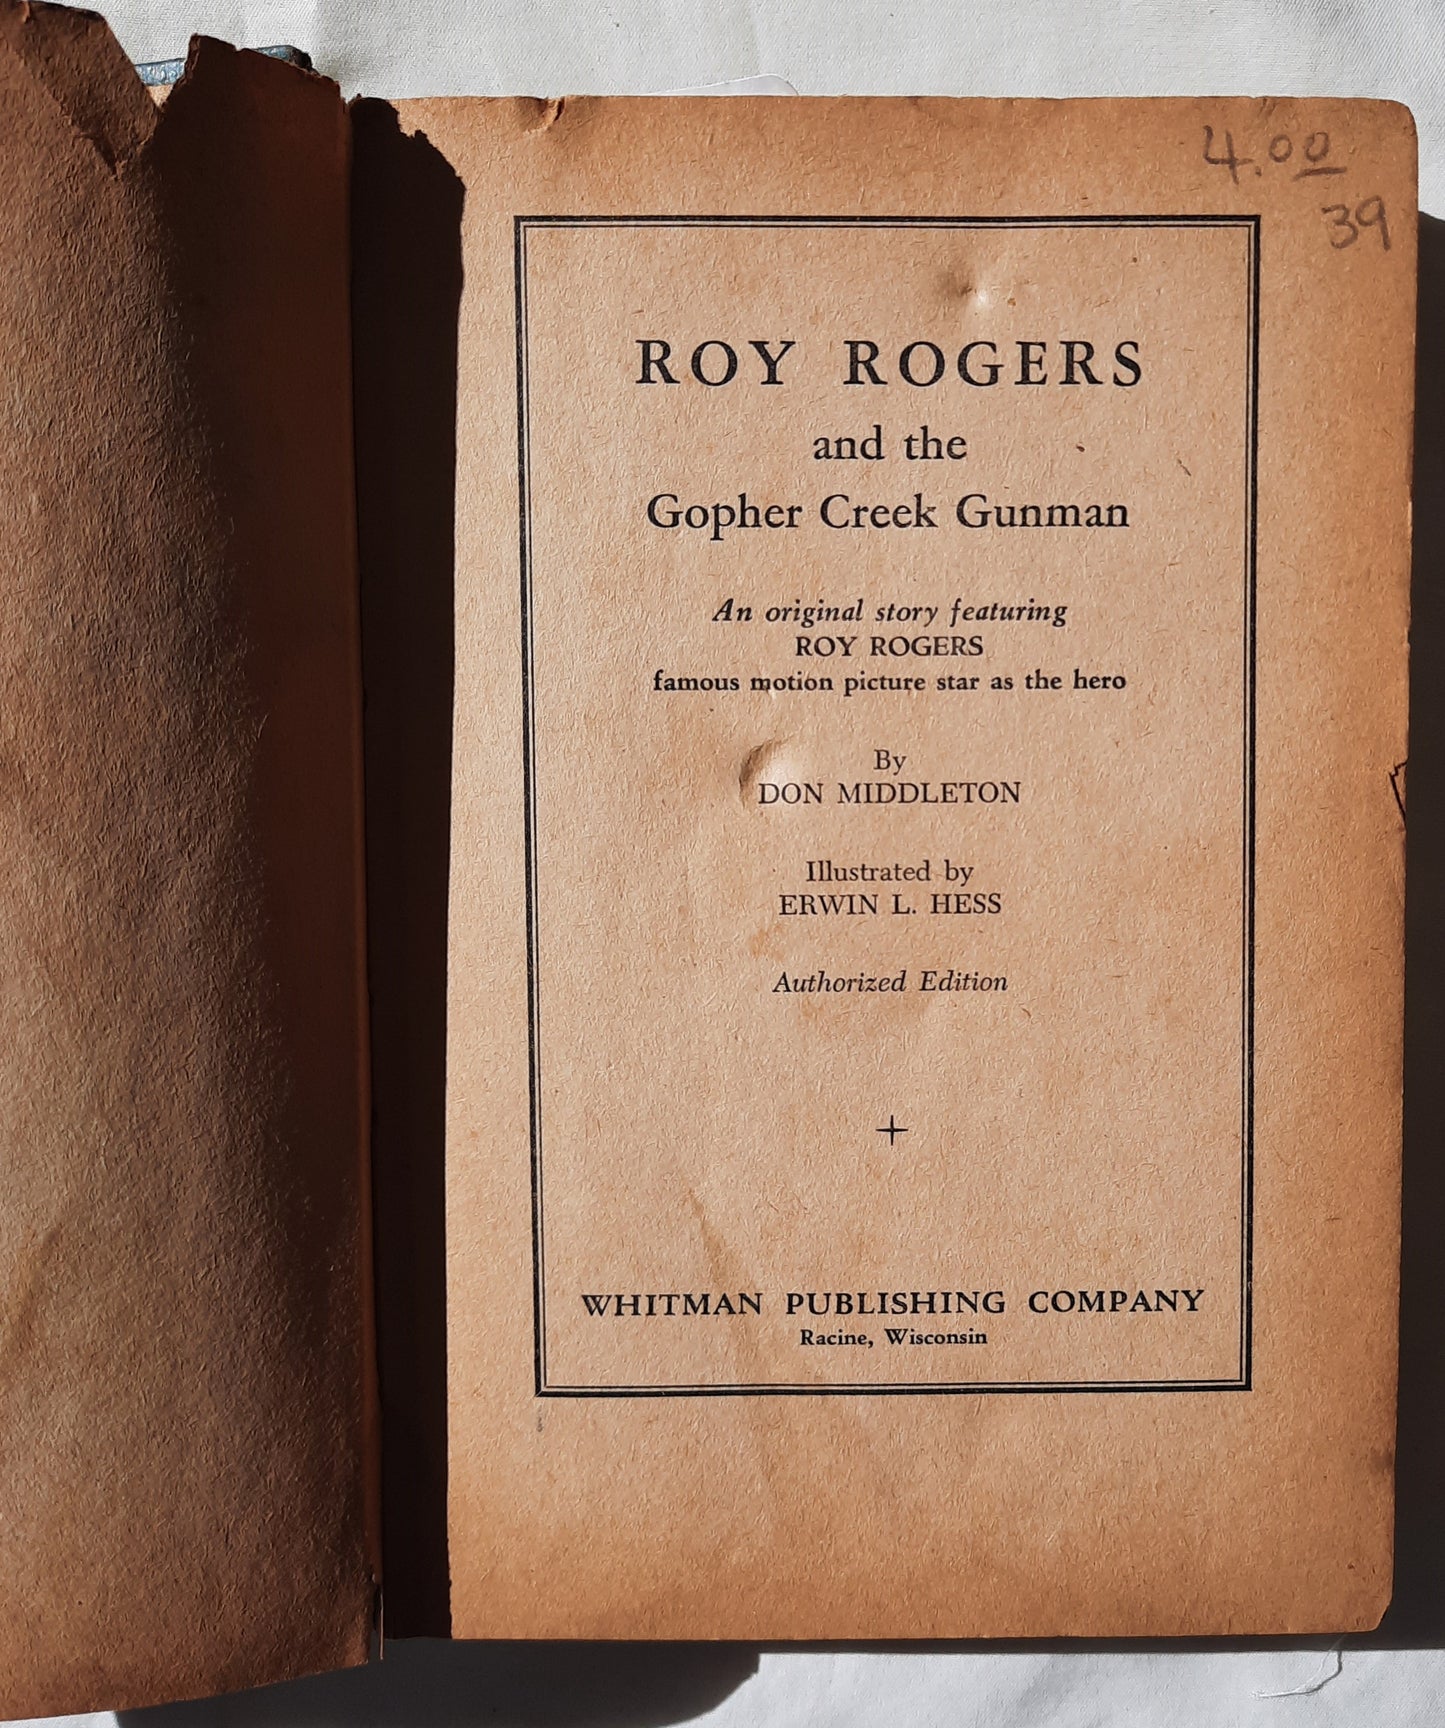 4.00
39
ROY ROGERS
and the
Gopher Creek Gunman
An original story featuring
ROY ROGERS
famous motion picture star as the hero
By
DON MIDDLETON
Illustrated by
ERWIN L. HESS
Authorized Edition
WHITMAN PUBLISHING COMPANY
Racine, Wisconsin